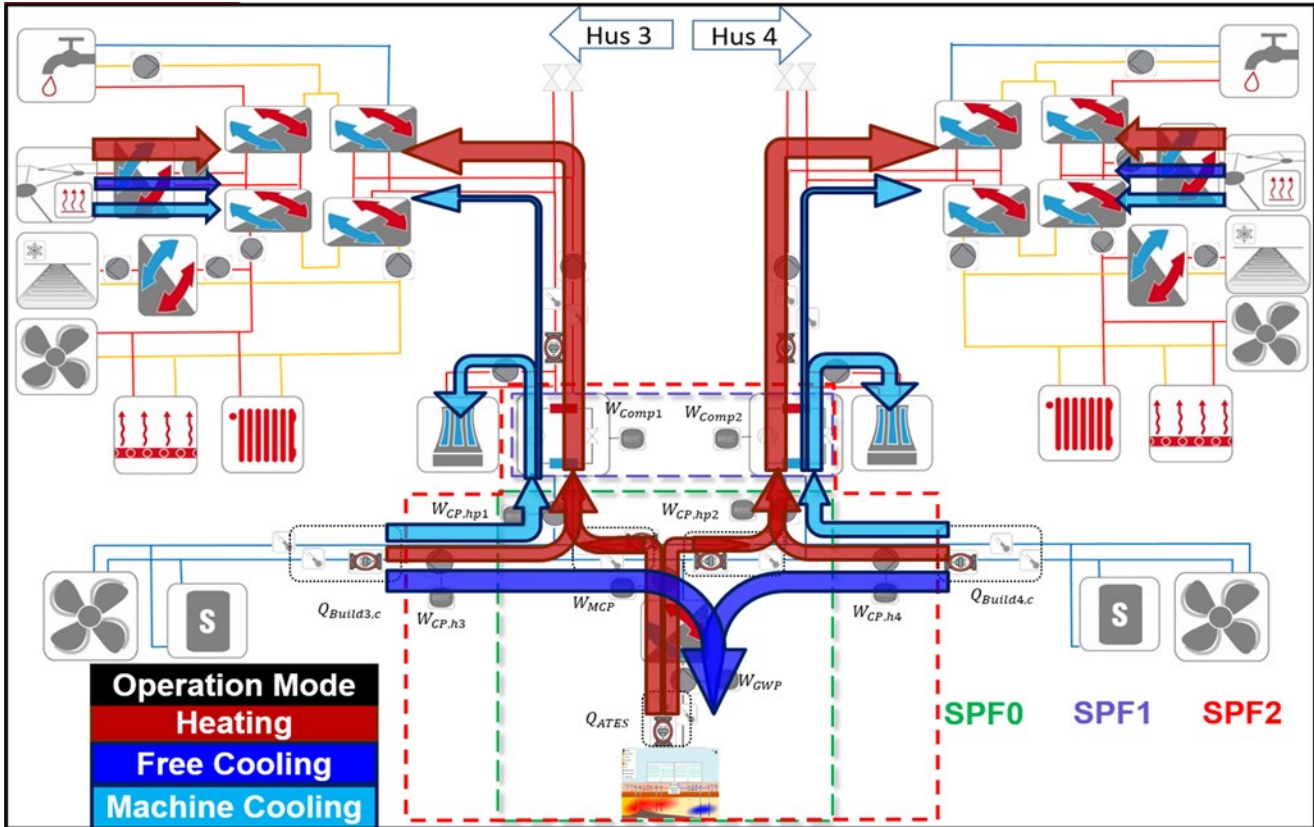 Hus 3
Hus 4
W_Comp1
W_Comp2
W_CP,hp1
W_CP,hp2
Q_Build3,c
W_CP,h3
W_MCP
W_CP,h4
Q_Build4,c
S
S
W_GWP
Q_ATES
Operation Mode
Heating
Free Cooling
Machine Cooling
SPF0
SPF1
SPF2